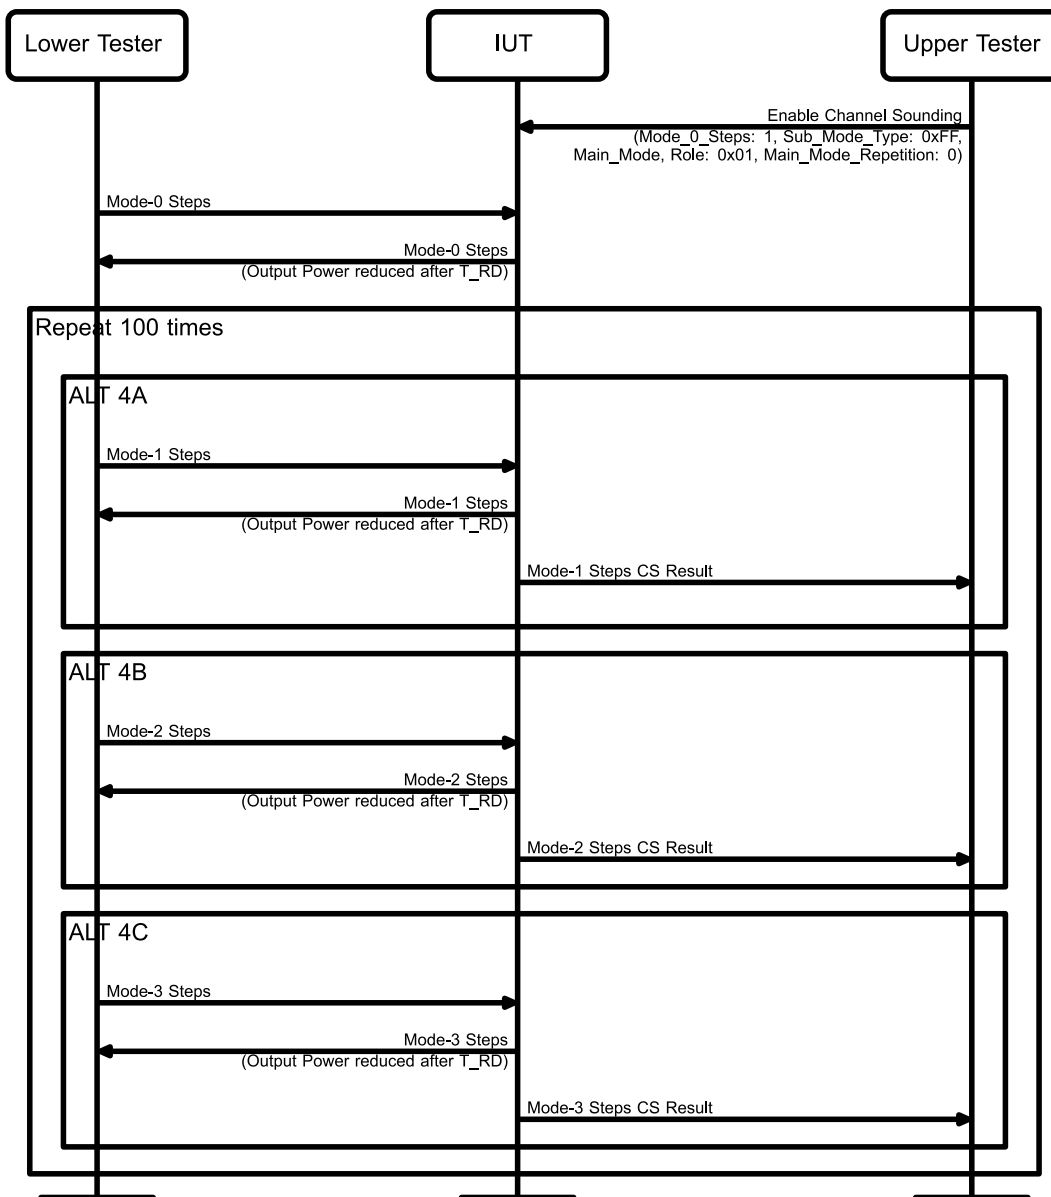 Lower Tester
IUT
Upper Tester
Enable Channel Sounding
(Mode_0_Steps: 1, Sub_Mode_Type: 0xFF,
Main_Mode, Role: 0x01, Main_Mode_Repetition: 0)
Mode-0 Steps
Mode-0 Steps
(Output Power reduced after T_RD)
Repeat 100 times
ALT 4A
Mode-1 Steps
Mode-1 Steps
(Output Power reduced after T_RD)
Mode-1 Steps CS Result
ALT 4B
Mode-2 Steps
Mode-2 Steps
(Output Power reduced after T_RD)
Mode-2 Steps CS Result
ALT 4C
Mode-3 Steps
Mode-3 Steps
(Output Power reduced after T_RD)
Mode-3 Steps CS Result